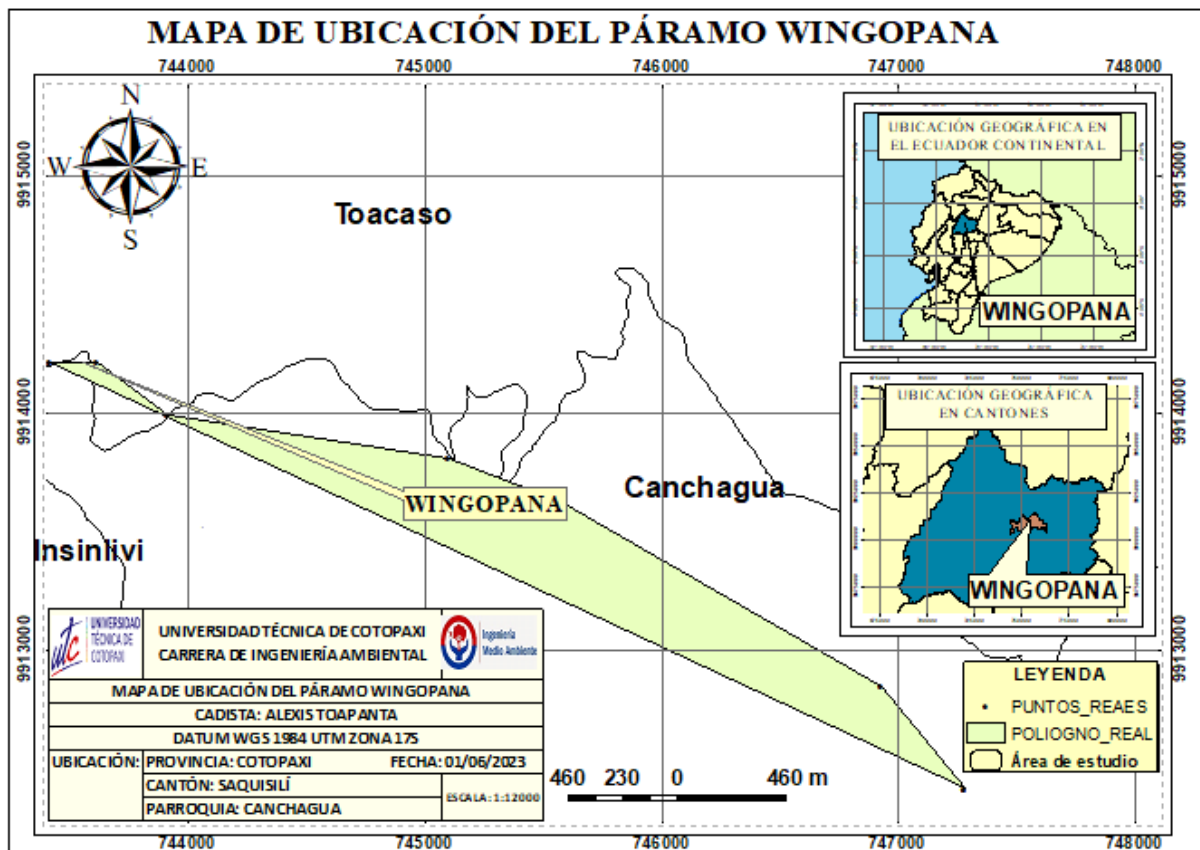 MAPA DE UBICACIÓN DEL PÁRAMO WINGOPANA
744000 745000 746000 747000 748000
N
W E
S
9915000 9915000
9914000 9914000
9913000 9913000
Toacaso
Canchagua
Insinlivi
WINGOPANA
UBICACIÓN GEOGRÁFICA EN
EL ECUADOR CONTINENTAL
WINGOPANA
UBICACIÓN GEOGRÁFICA
EN CANTONES
WINGOPANA
UNIVERSIDAD
TÉCNICA DE
COTOPAXI
utc
UNIVERSIDAD TÉCNICA DE COTOPAXI
CARRERA DE INGENIERÍA AMBIENTAL
Ingeniería
Medio Ambiente
MAPA DE UBICACIÓN DEL PÁRAMO WINGOPANA
CADISTA: ALEXIS TOAPANTA
DATUM WGS 1984 UTM ZONA 17S
UBICACIÓN: PROVINCIA: COTOPAXI FECHA: 01/06/2023
CANTÓN: SAQUISILÍ
PARROQUIA: CANCHAGUA
ESCALA: 1:12000
460 230 0 460 m
LEYENDA
PUNTOS_REAES
POLIOGNO_REAL
Área de estudio
744000 745000 746000 747000 748000